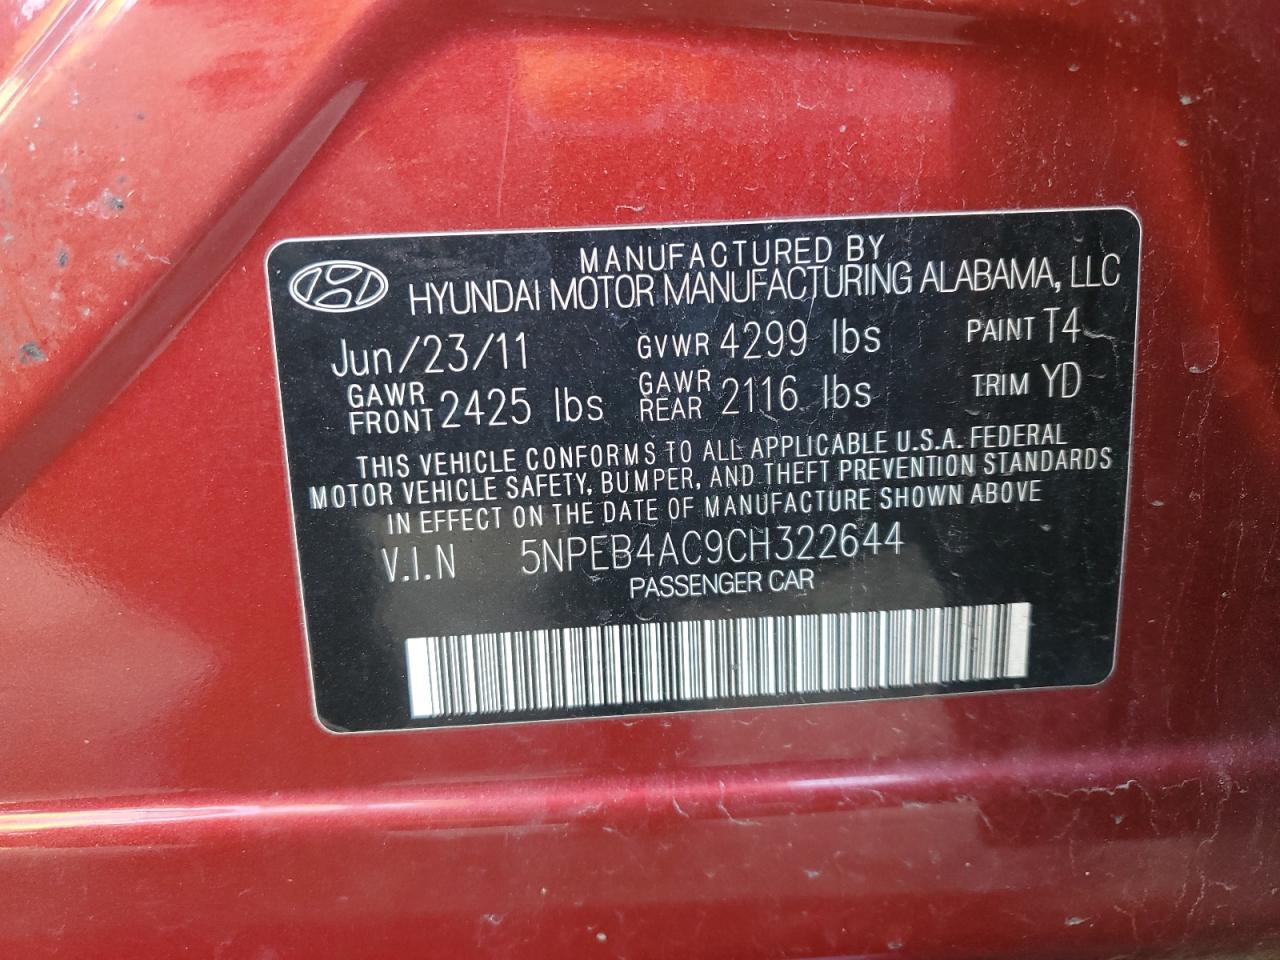 MANUFACTURED BY
HYUNDAI MOTOR MANUFACTURING ALABAMA, LLC
Jun/23/11 GVWR 4299 lbs PAINT T4
GAWR FRONT 2425 lbs GAWR REAR 2116 lbs TRIM YD
THIS VEHICLE CONFORMS TO ALL APPLICABLE U.S.A. FEDERAL
MOTOR VEHICLE SAFETY, BUMPER, AND THEFT PREVENTION STANDARDS
IN EFFECT ON THE DATE OF MANUFACTURE SHOWN ABOVE
V.I.N 5NPEB4AC9CH322644
PASSENGER CAR